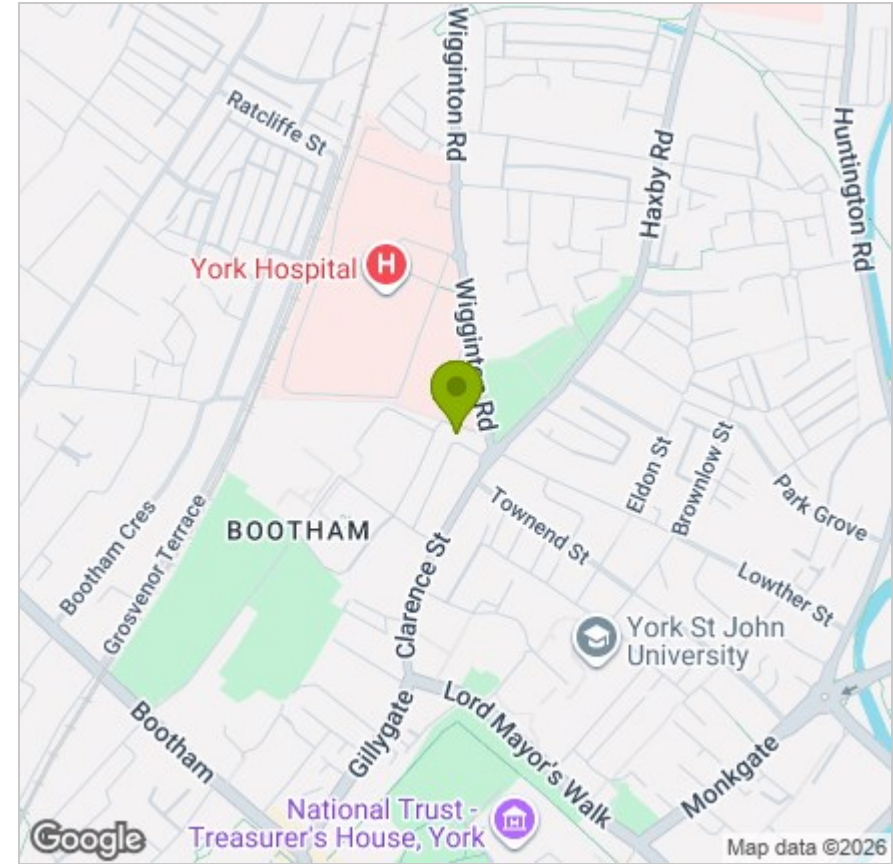 Wigginton Rd
Haxby Rd
Huntington Rd
Ratcliffe St
York Hospital
H
Wigginton Rd
Eldon St
Brownlow St
Park Grove
Townend St
Lowther St
BOOTHAM
Bootham Cres
Grosvenor Terrace
Clarence St
York St John
University
Gillygate
Lord Mayor's Walk
Monkgate
Bootham
National Trust -
Treasurer's House, York
Google
Map data ©2026